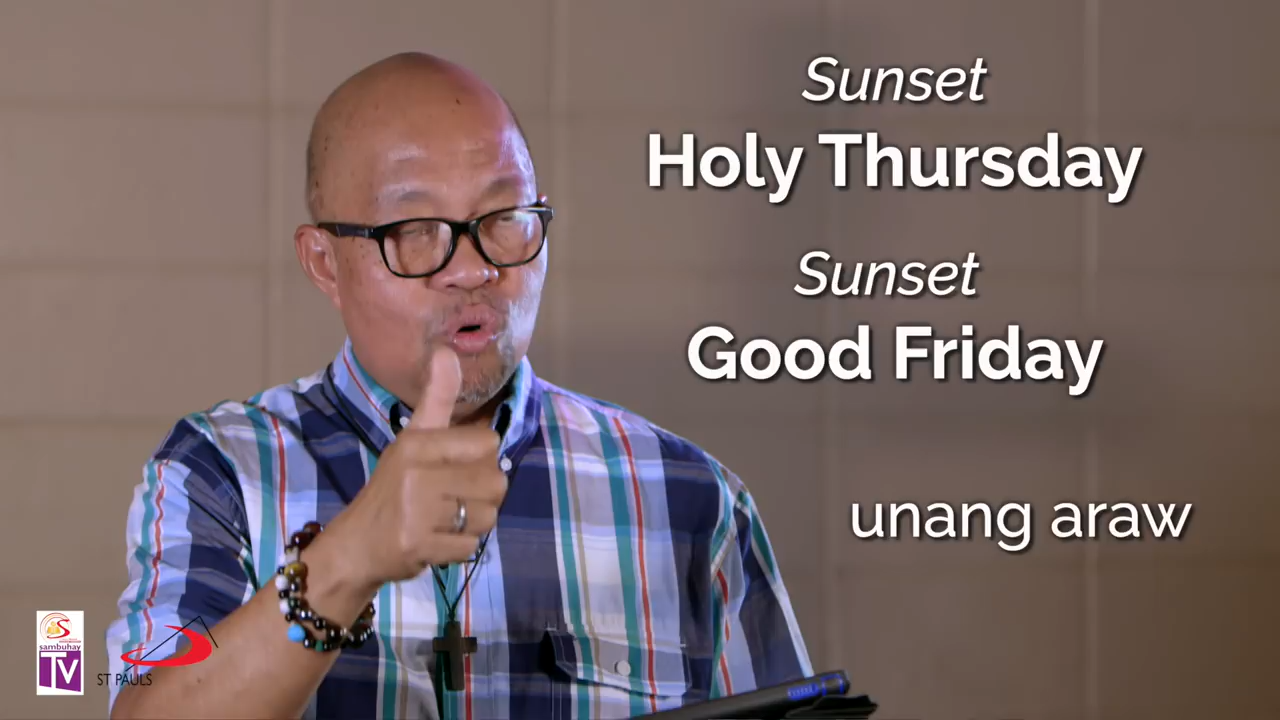 Sunset
Holy Thursday
Sunset
Good Friday
unang araw
sambuhay
TV
ST PAULS